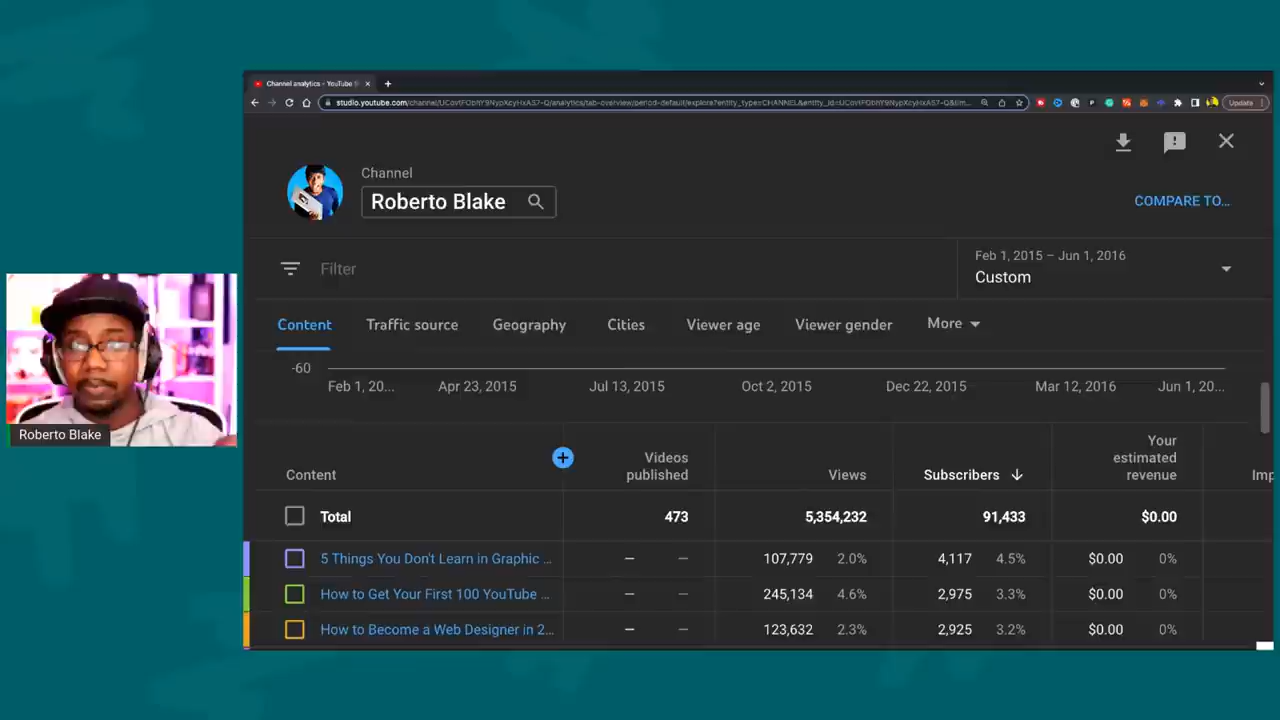 Channel analytics - YouTube S
Update
Channel
Roberto Blake
COMPARE TO...
Filter
Feb 1, 2015 – Jun 1, 2016
Custom
Content
Traffic source
Geography
Cities
Viewer age
Viewer gender
More
-60
Feb 1, 20...
Apr 23, 2015
Jul 13, 2015
Oct 2, 2015
Dec 22, 2015
Mar 12, 2016
Jun 1, 20...
Content
Videos
published
Views
Subscribers
Your
estimated
revenue
Imp
Total 473 5,354,232 91,433 $0.00
5 Things You Don't Learn in Graphic ... — — 107,779 2.0% 4,117 4.5% $0.00 0%
How to Get Your First 100 YouTube ... — — 245,134 4.6% 2,975 3.3% $0.00 0%
How to Become a Web Designer in 2... — — 123,632 2.3% 2,925 3.2% $0.00 0%
Roberto Blake